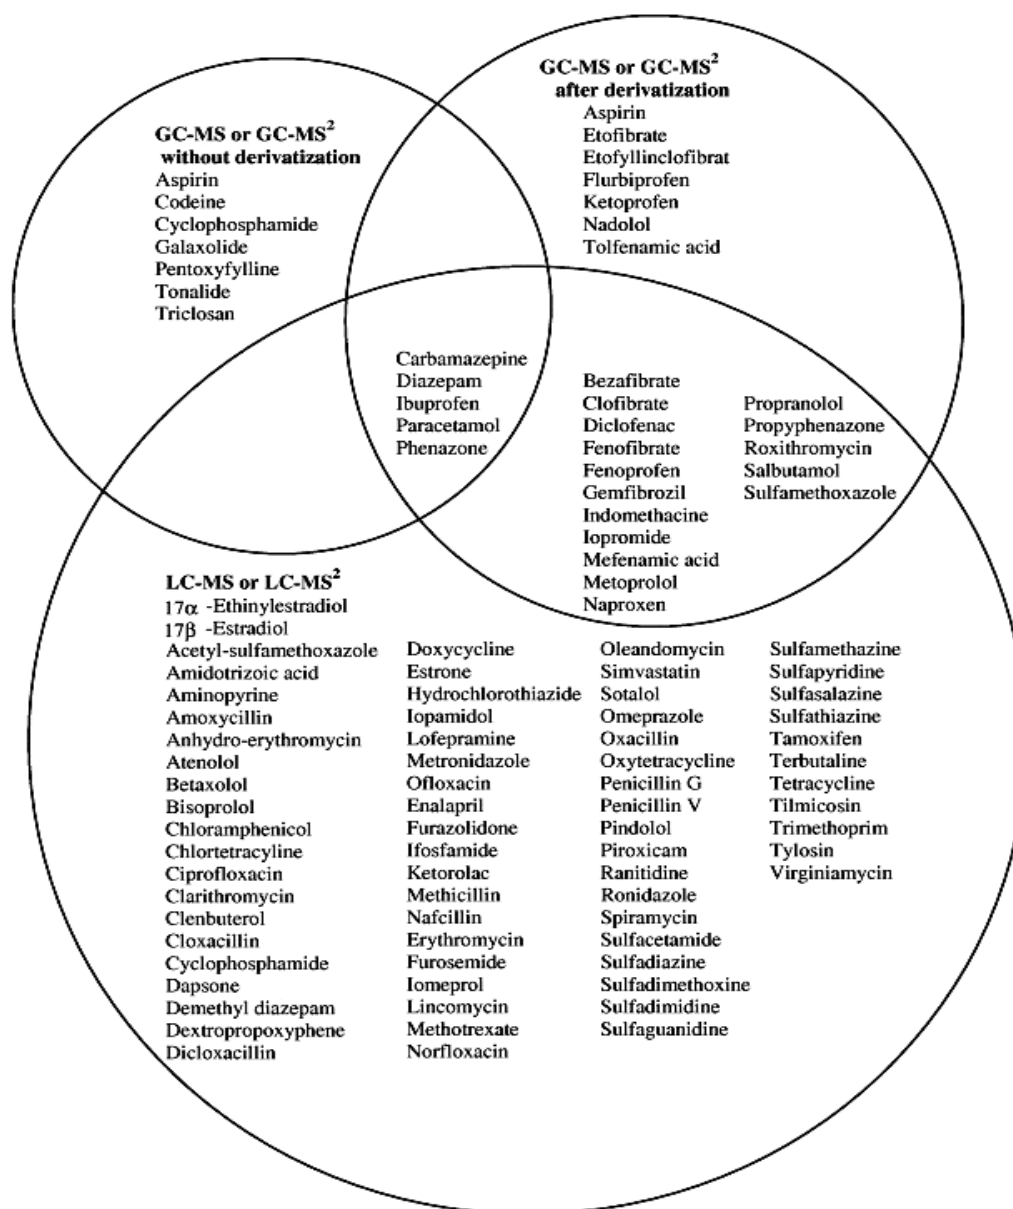 GC-MS or GC-MS²
without derivatization
Aspirin
Codeine
Cyclophosphamide
Galaxolide
Pentoxyfylline
Tonalide
Triclosan
GC-MS or GC-MS²
after derivatization
Aspirin
Etofibrate
Etofyllinclofibrat
Flurbiprofen
Ketoprofen
Nadolol
Tolfenamic acid
Carbamazepine
Diazepam
Ibuprofen
Paracetamol
Phenazone
Bezafibrate
Clofibrate
Diclofenac
Fenofibrate
Fenoprofen
Gemfibrozil
Indomethacine
Iopromide
Mefenamic acid
Metoprolol
Naproxen
Propranolol
Propyphenazone
Roxithromycin
Salbutamol
Sulfamethoxazole
LC-MS or LC-MS²
17α -Ethinylestradiol
17β -Estradiol
Acetyl-sulfamethoxazole
Amidotrizoic acid
Aminopyrine
Amoxycillin
Anhydro-erythromycin
Atenolol
Betaxolol
Bisoprolol
Chloramphenicol
Chlortetracyline
Ciprofloxacin
Clarithromycin
Clenbuterol
Cloxacillin
Cyclophosphamide
Dapsone
Demethyl diazepam
Dextropropoxyphene
Dicloxacillin
Doxycycline
Estrone
Hydrochlorothiazide
Iopamidol
Lofepramine
Metronidazole
Ofloxacin
Enalapril
Furazolidone
Ifosfamide
Ketorolac
Methicillin
Nafcillin
Erythromycin
Furosemide
Iomeprol
Lincomycin
Methotrexate
Norfloxacin
Oleandomycin
Simvastatin
Sotalol
Omeprazole
Oxacillin
Oxytetracycline
Penicillin G
Penicillin V
Pindolol
Piroxicam
Ranitidine
Ronidazole
Spiramycin
Sulfacetamide
Sulfadiazine
Sulfadimethoxine
Sulfadimidine
Sulfaguanidine
Sulfamethazine
Sulfapyridine
Sulfasalazine
Sulfathiazine
Tamoxifen
Terbutaline
Tetracycline
Tilmicosin
Trimethoprim
Tylosin
Virginiamycin